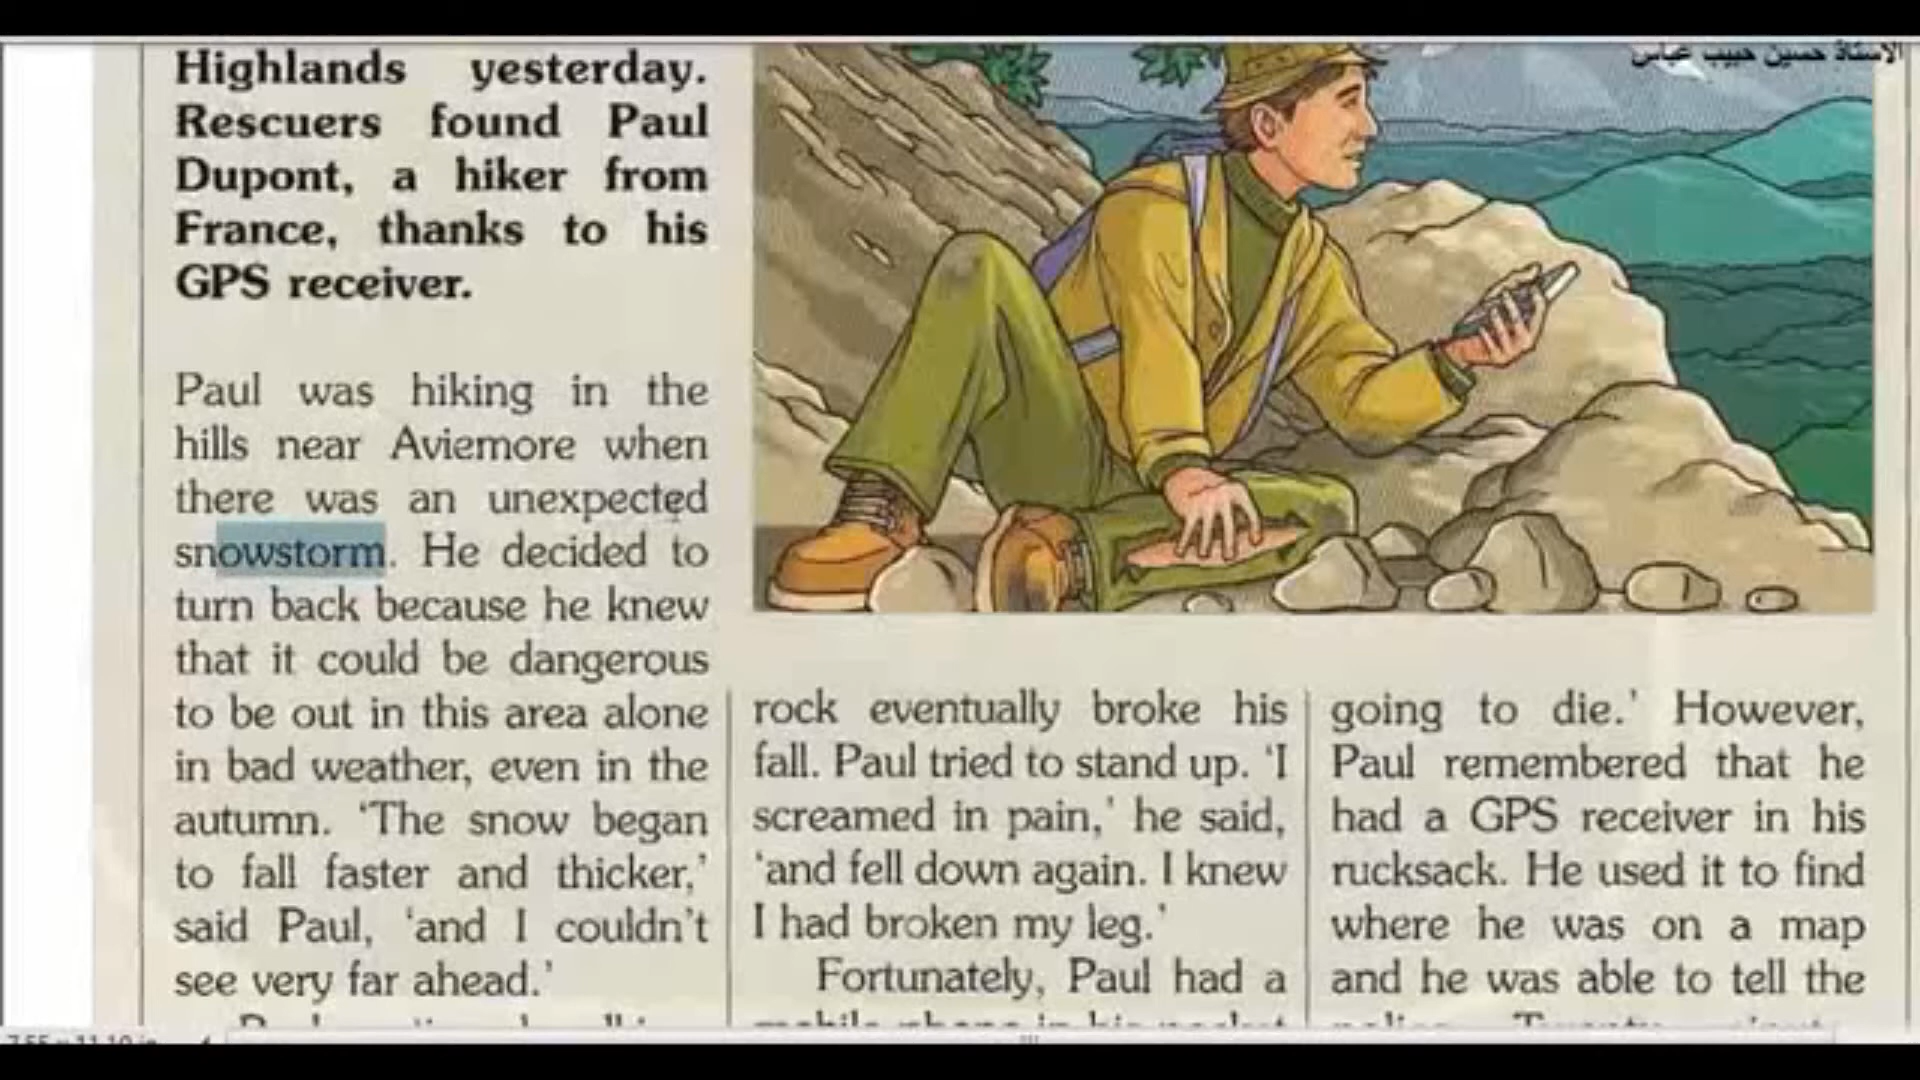 الاستاذ حسين حبيب عباس
Highlands yesterday.
Rescuers found Paul
Dupont, a hiker from
France, thanks to his
GPS receiver.
Paul was hiking in the
hills near Aviemore when
there was an unexpected
snowstorm. He decided to
turn back because he knew
that it could be dangerous
to be out in this area alone
in bad weather, even in the
autumn. ‘The snow began
to fall faster and thicker,’
said Paul, ‘and I couldn’t
see very far ahead.’
rock eventually broke his
fall. Paul tried to stand up. ‘I
screamed in pain,’ he said,
‘and fell down again. I knew
I had broken my leg.’
Fortunately, Paul had a
going to die.’ However,
Paul remembered that he
had a GPS receiver in his
rucksack. He used it to find
where he was on a map
and he was able to tell the